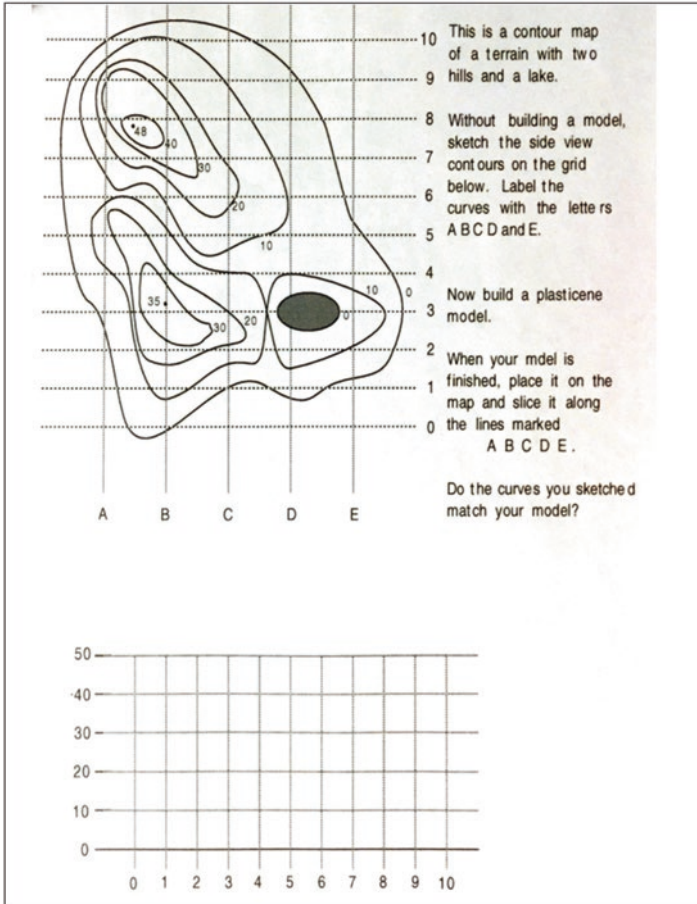 10
9
8
7
6
5
4
3
2
1
0
This is a contour map
of a terrain with two
hills and a lake.
Without building a model,
sketch the side view
contours on the grid
below. Label the
curves with the letters
A B C D and E.
Now build a plasticene
model.
When your mdel is
finished, place it on the
map and slice it along
the lines marked
A B C D E.
Do the curves you sketched
match your model?
48
40
30
20
10
35
30
20
0
10
0
A B C D E
50
40
30
20
10
0
0 1 2 3 4 5 6 7 8 9 10